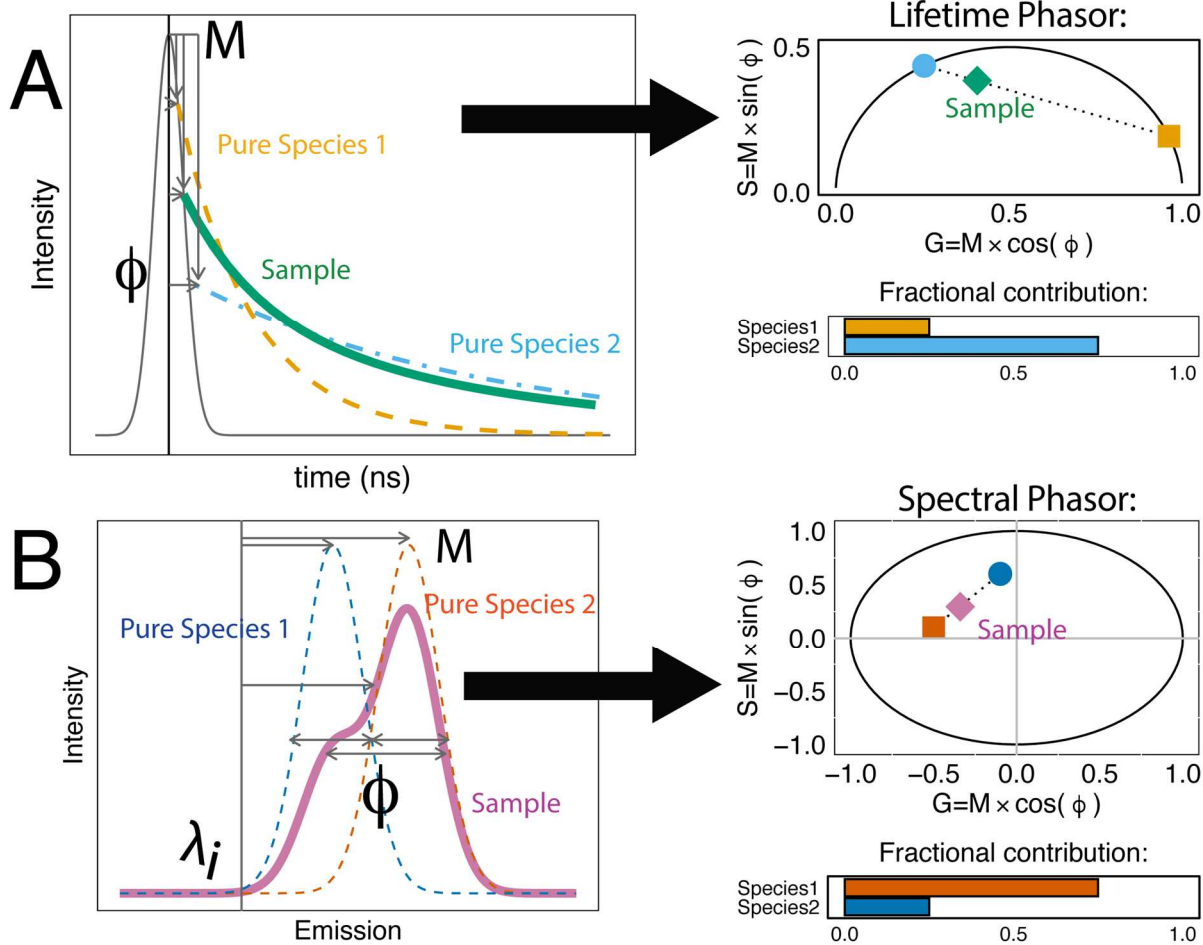 A
M
Pure Species 1
ϕ
Sample
Pure Species 2
Intensity
time (ns)
Lifetime Phasor:
0.5
0.0
S=M × sin( ϕ )
Sample
0.0
0.5
1.0
G=M × cos( ϕ )
Fractional contribution:
Species1
Species2
0.0
0.5
1.0
B
M
Pure Species 2
Pure Species 1
ϕ
Sample
λi
Intensity
Emission
Spectral Phasor:
1.0
0.5
0.0
−0.5
−1.0
S=M × sin( ϕ )
Sample
−1.0
−0.5
0.0
0.5
1.0
G=M × cos( ϕ )
Fractional contribution:
Species1
Species2
0.0
0.5
1.0